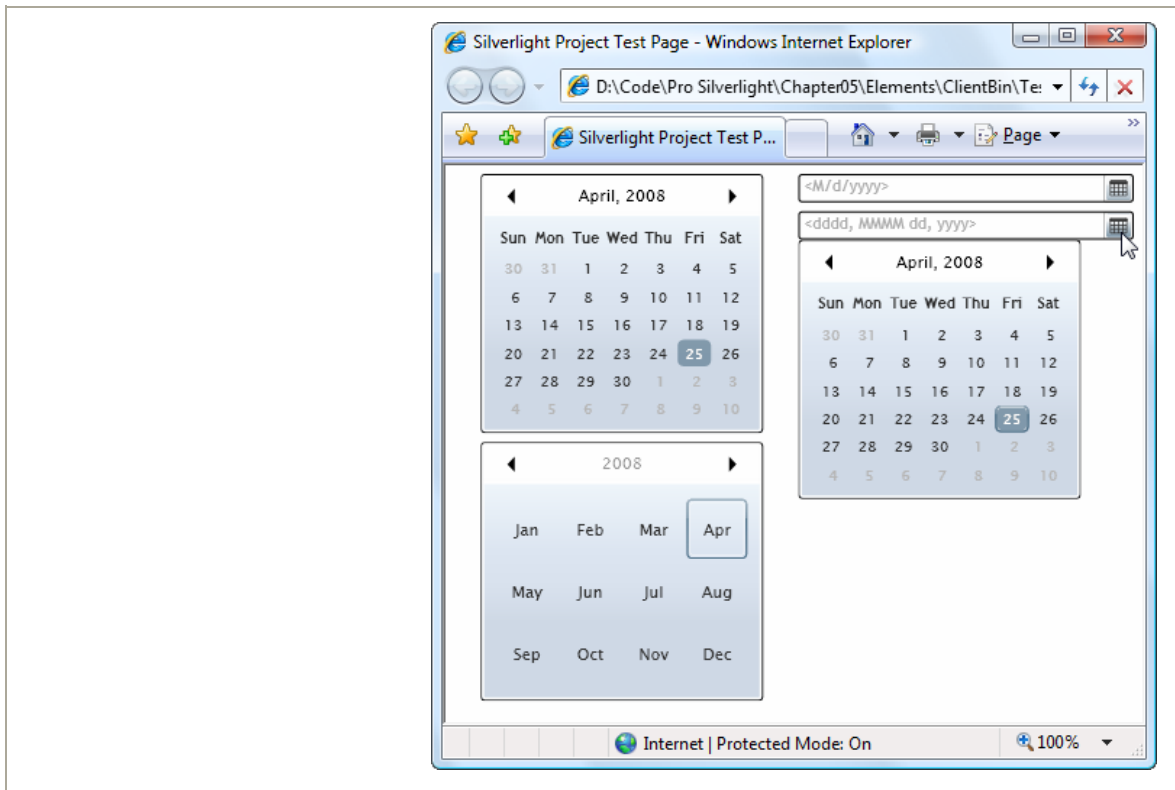 Silverlight Project Test Page - Windows Internet Explorer
D:\Code\Pro Silverlight\Chapter05\Elements\ClientBin\Te:
Silverlight Project Test P...
Page
»
April, 2008
Sun Mon Tue Wed Thu Fri Sat
30 31 1 2 3 4 5
6 7 8 9 10 11 12
13 14 15 16 17 18 19
20 21 22 23 24 25 26
27 28 29 30 1 2 3
4 5 6 7 8 9 10
2008
Jan Feb Mar Apr
May Jun Jul Aug
Sep Oct Nov Dec
<M/d/yyyy>
<dddd, MMMM dd, yyyy>
April, 2008
Sun Mon Tue Wed Thu Fri Sat
30 31 1 2 3 4 5
6 7 8 9 10 11 12
13 14 15 16 17 18 19
20 21 22 23 24 25 26
27 28 29 30 1 2 3
4 5 6 7 8 9 10
Internet | Protected Mode: On
100%